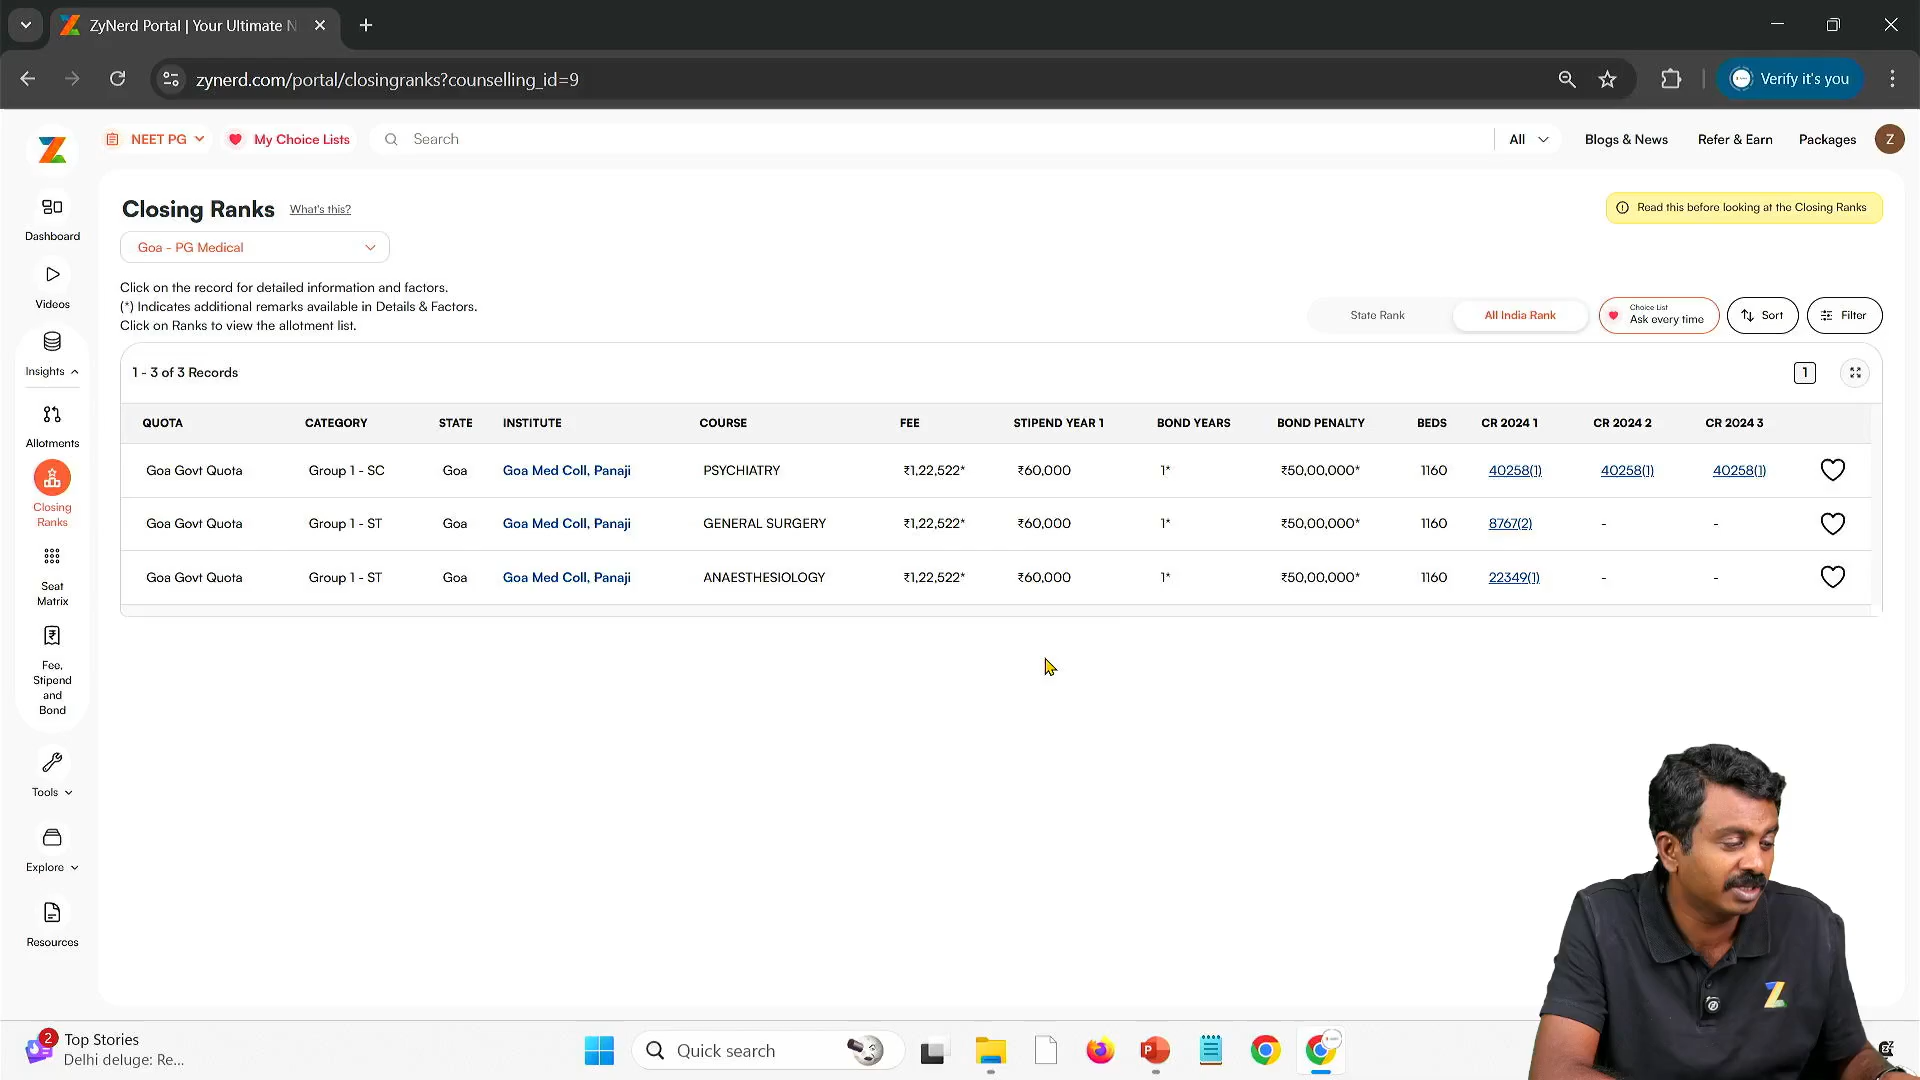 ZyNerd Portal | Your Ultimate N
zynerd.com/portal/closingranks?counselling_id=9
Verify it's you
NEET PG
My Choice Lists
Search
All
Blogs & News
Refer & Earn
Packages
Z
Dashboard
Videos
Insights
Allotments
Closing
Ranks
Seat
Matrix
Fee,
Stipend
and
Bond
Tools
Explore
Resources
Closing Ranks
What's this?
Read this before looking at the Closing Ranks
Goa - PG Medical
Click on the record for detailed information and factors.
(*) Indicates additional remarks available in Details & Factors.
Click on Ranks to view the allotment list.
State Rank
All India Rank
Choice List
Ask every time
Sort
Filter
1 - 3 of 3 Records
1
QUOTA CATEGORY STATE INSTITUTE COURSE FEE STIPEND YEAR 1 BOND YEARS BOND PENALTY BEDS CR 2024 1 CR 2024 2 CR 2024 3
Goa Govt Quota Group 1 - SC Goa Goa Med Coll, Panaji PSYCHIATRY ₹1,22,522* ₹60,000 1* ₹50,00,000* 1160 40258(1) 40258(1) 40258(1)
Goa Govt Quota Group 1 - ST Goa Goa Med Coll, Panaji GENERAL SURGERY ₹1,22,522* ₹60,000 1* ₹50,00,000* 1160 8767(2) - -
Goa Govt Quota Group 1 - ST Goa Goa Med Coll, Panaji ANAESTHESIOLOGY ₹1,22,522* ₹60,000 1* ₹50,00,000* 1160 22349(1) - -
2
Top Stories
Delhi deluge: Re...
Quick search